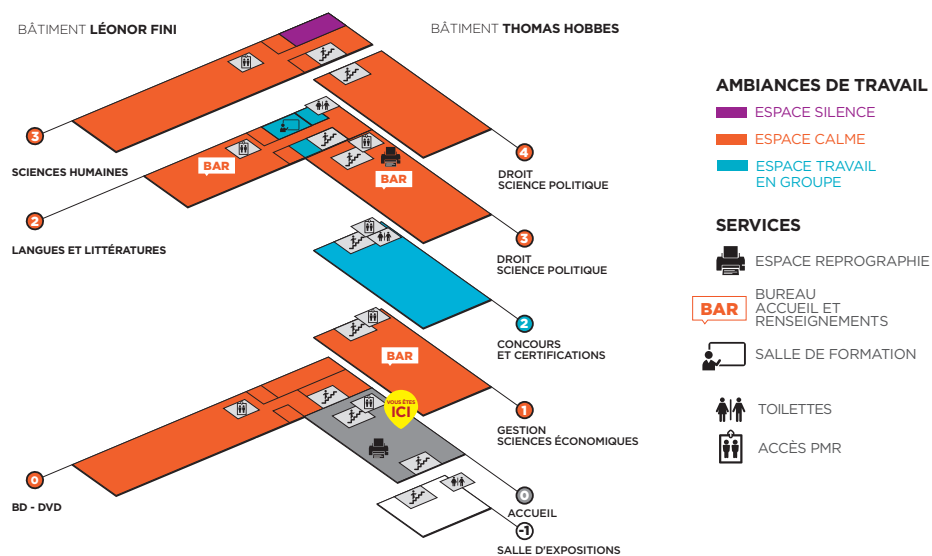 BÂTIMENT LÉONOR FINI
BÂTIMENT THOMAS HOBBES
3
SCIENCES HUMAINES
4
DROIT
SCIENCE POLITIQUE
BAR
2
LANGUES ET LITTÉRATURES
BAR
3
DROIT
SCIENCE POLITIQUE
2
CONCOURS
ET CERTIFICATIONS
BAR
1
GESTION
SCIENCES ÉCONOMIQUES
VOUS ÊTES
ICI
0
BD - DVD
0
ACCUEIL
-1
SALLE D'EXPOSITIONS
AMBIANCES DE TRAVAIL
ESPACE SILENCE
ESPACE CALME
ESPACE TRAVAIL
EN GROUPE
SERVICES
ESPACE REPROGRAPHIE
BAR
BUREAU
ACCUEIL ET
RENSEIGNEMENTS
SALLE DE FORMATION
TOILETTES
ACCÈS PMR